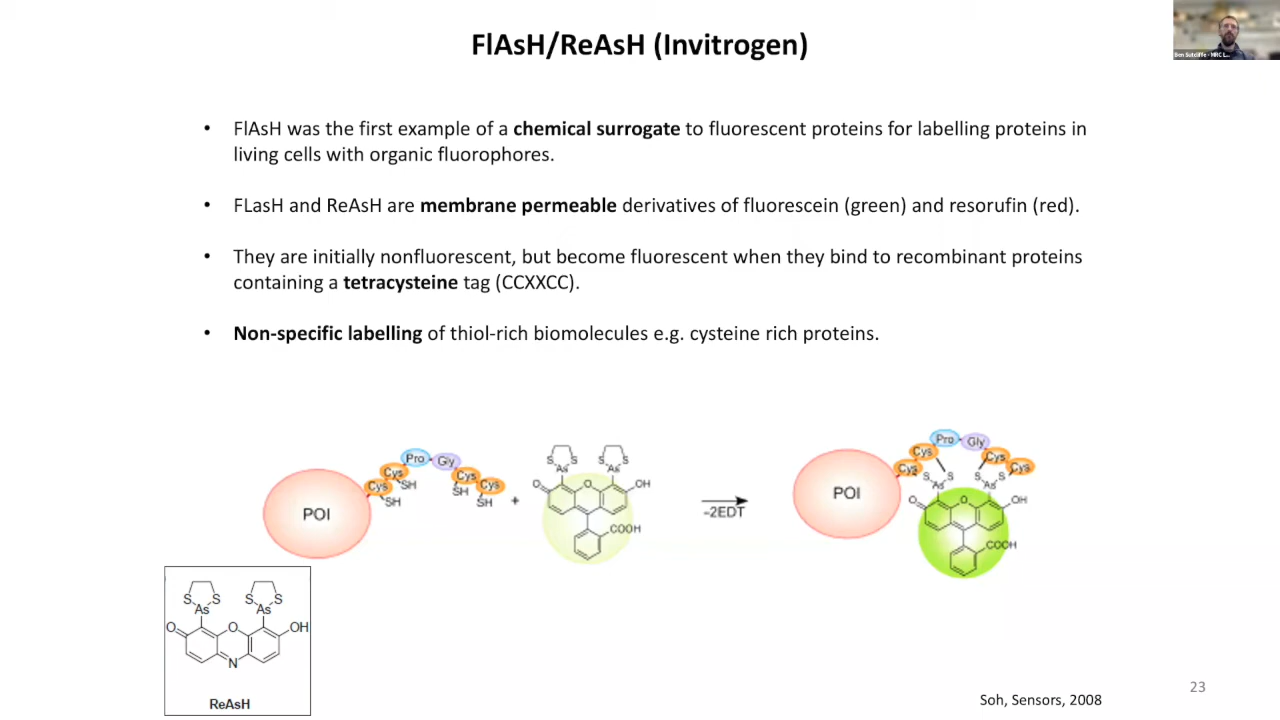 FlAsH/ReAsH (Invitrogen)
Ben Sutcliffe - MRC L...
• FlAsH was the first example of a chemical surrogate to fluorescent proteins for labelling proteins in
living cells with organic fluorophores.
• FLasH and ReAsH are membrane permeable derivatives of fluorescein (green) and resorufin (red).
• They are initially nonfluorescent, but become fluorescent when they bind to recombinant proteins
containing a tetracysteine tag (CCXXCC).
• Non-specific labelling of thiol-rich biomolecules e.g. cysteine rich proteins.
POI
Cys
Cys
Pro
Gly
Cys
Cys
SH
SH
SH
SH
+
S
S
S
S
As
As
O
O
OH
COOH
-2EDT
POI
Cys
Cys
Pro
Gly
Cys
Cys
S
S
S
S
As
As
O
O
OH
COOH
S
S
S
S
As
As
O
O
OH
N
ReAsH
Soh, Sensors, 2008
23